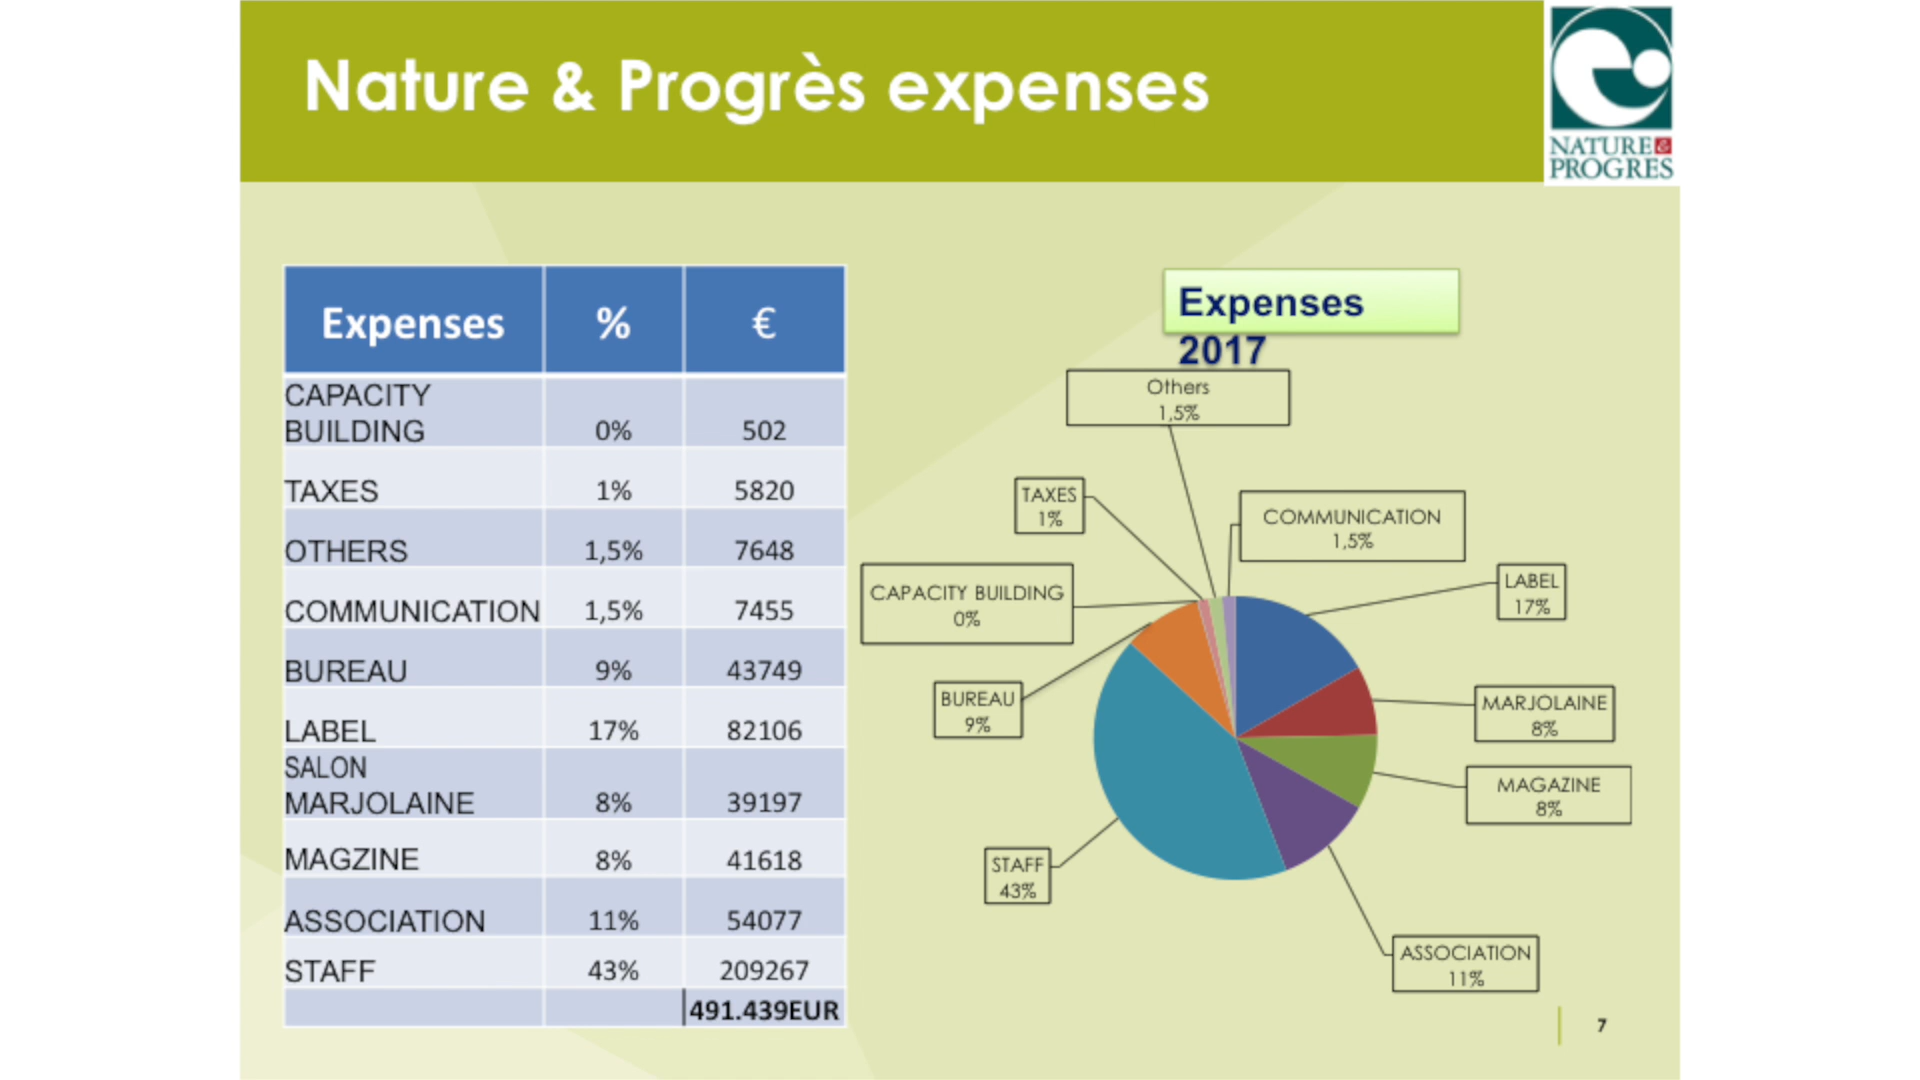 Nature & Progrès expenses
NATURE & PROGRES
Expenses % €
CAPACITY BUILDING 0% 502
TAXES 1% 5820
OTHERS 1,5% 7648
COMMUNICATION 1,5% 7455
BUREAU 9% 43749
LABEL 17% 82106
SALON MARJOLAINE 8% 39197
MAGZINE 8% 41618
ASSOCIATION 11% 54077
STAFF 43% 209267
491.439EUR
Expenses
2017
Others
1,5%
TAXES
1%
COMMUNICATION
1,5%
CAPACITY BUILDING
0%
LABEL
17%
BUREAU
9%
MARJOLAINE
8%
MAGAZINE
8%
STAFF
43%
ASSOCIATION
11%
7